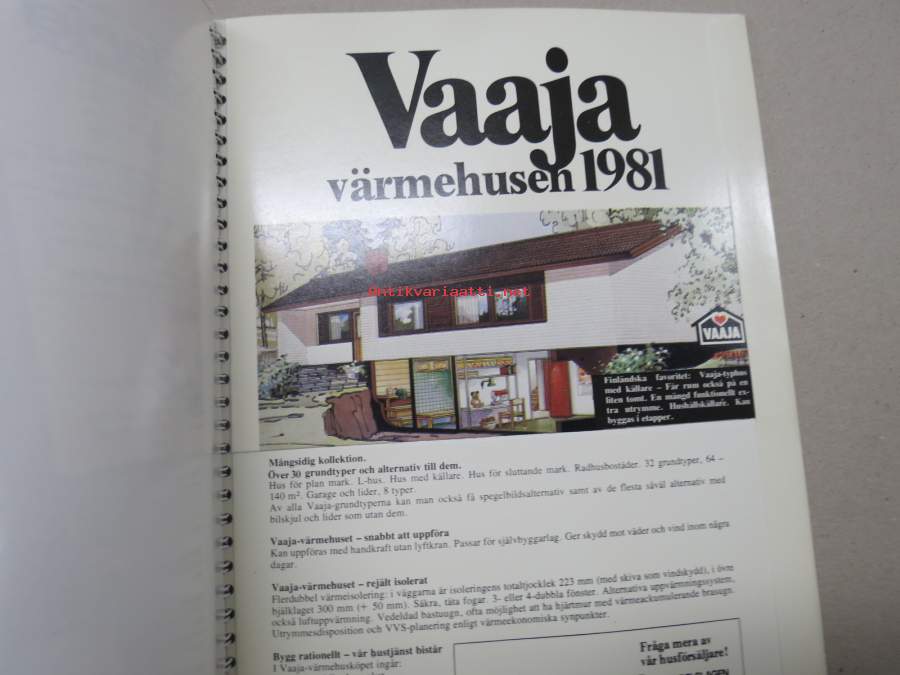 Vaaja
värmehusen 1981
Antikvariaatti.net
VAAJA
Finländska favoritet: Vaaja-typhus
med källare – Får rum också på en
liten tomt. En mängd funktionellt ex-
tra utrymme. Hushållskällare. Kan
byggas i etapper.
Mångsidig kollektion.
Över 30 grundtyper och alternativ till dem.
Hus för plan mark. L-hus. Hus med källare. Hus för sluttande mark. Radhusbostäder. 32 grundtyper, 64 –
140 m². Garage och lider, 8 typer.
Av alla Vaaja-grundtyperna kan man också få spegelbildsalternativ samt av de flesta såväl alternativ med
bilskjul och lider som utan dem.
Vaaja-värmehuset – snabbt att uppföra
Kan uppföras med handkraft utan lyftkran. Passar för självbyggarlag. Ger skydd mot väder och vind inom några
dagar.
Vaaja-värmehuset – rejält isolerat
Flerdubbel värmeisolering: i väggarna är isoleringens totaltjocklek 223 mm (med skiva som vindskydd), i övre
bjälklaget 300 mm (+ 50 mm). Säkra, täta fogar. 3- eller 4-dubbla fönster. Alternativa uppvärmningssystem,
också luftuppvärmning. Vedeldad bastuugn, ofta möjlighet att ha hjärtmur med värmeackumulerande braugn.
Utrymmesdisposition och VVS-planering enligt värmeekonomiska synpunkter.
Bygg rationellt – vår hustjänst bistår
I Vaaja-värmehusköpet ingår:
Fråga mera av
vår husförsäljare!